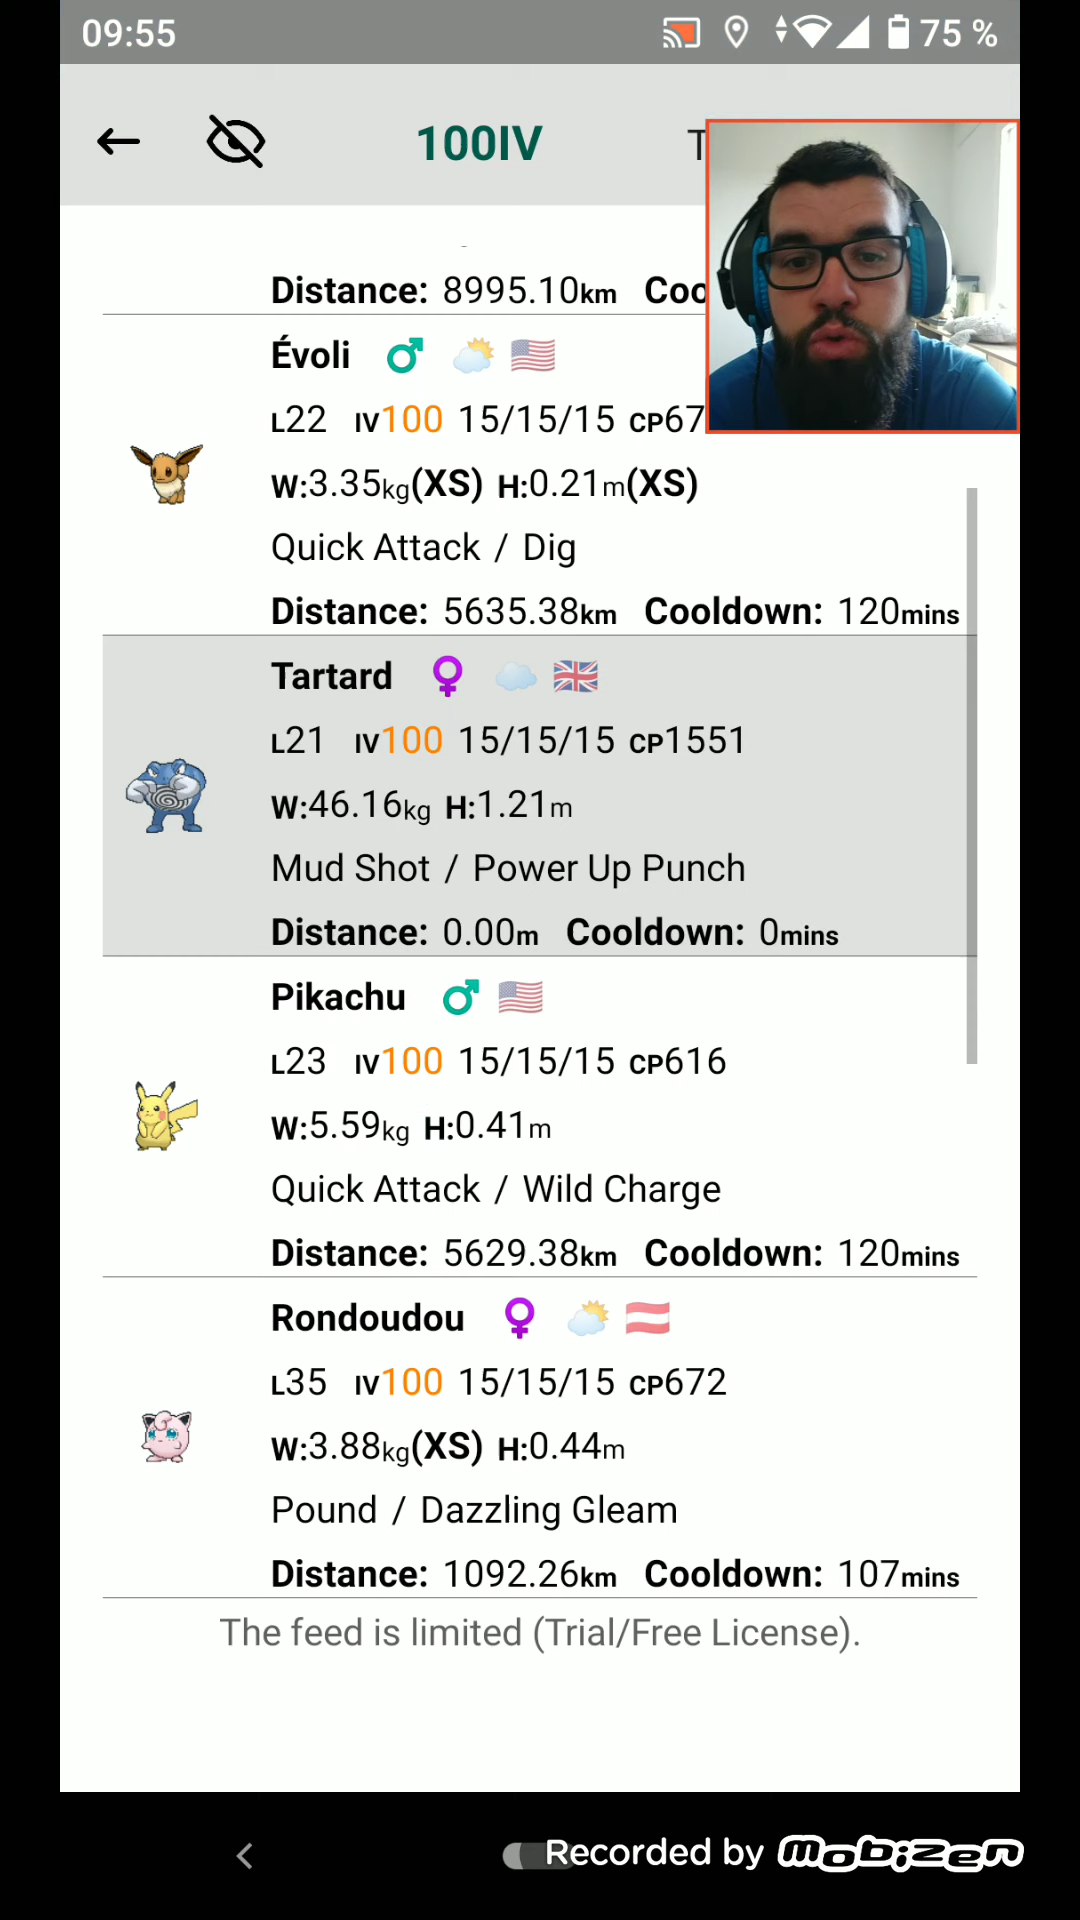 09:55 75 %
100IV T
Distance: 8995.10km Coo
Évoli
L22 IV100 15/15/15 CP67
W:3.35kg(XS) H:0.21m(XS)
Quick Attack / Dig
Distance: 5635.38km Cooldown: 120mins
Tartard
L21 IV100 15/15/15 CP1551
W:46.16kg H:1.21m
Mud Shot / Power Up Punch
Distance: 0.00m Cooldown: 0mins
Pikachu
L23 IV100 15/15/15 CP616
W:5.59kg H:0.41m
Quick Attack / Wild Charge
Distance: 5629.38km Cooldown: 120mins
Rondoudou
L35 IV100 15/15/15 CP672
W:3.88kg(XS) H:0.44m
Pound / Dazzling Gleam
Distance: 1092.26km Cooldown: 107mins
The feed is limited (Trial/Free License).
Recorded by mobizen